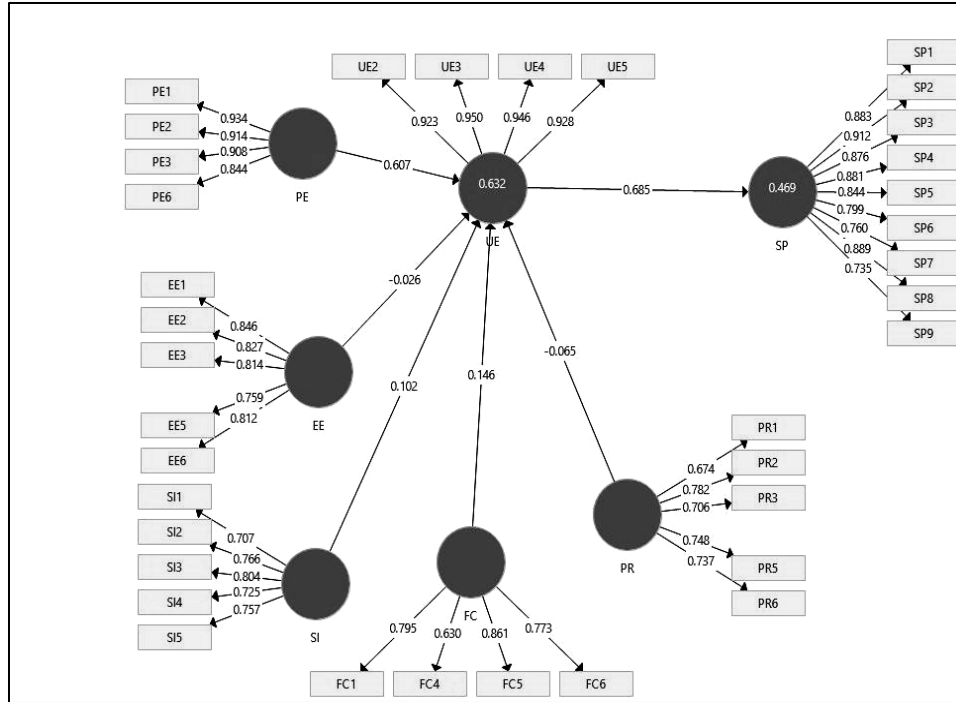 UE2 UE3 UE4 UE5
0.923 0.950 0.946 0.928
PE1
PE2
PE3
PE6
0.934
0.914
0.908
0.844
PE
0.607
0.632
UE
0.685
0.469
SP
SP1
SP2
SP3
SP4
SP5
SP6
SP7
SP8
SP9
0.883
0.912
0.876
0.881
0.844
0.799
0.760
0.889
0.735
-0.026
EE1
EE2
EE3
EE5
EE6
0.846
0.827
0.814
0.759
0.812
EE
0.102
0.146
-0.065
SI1
SI2
SI3
SI4
SI5
0.707
0.766
0.804
0.725
0.757
SI
FC
0.795 0.630 0.861 0.773
FC1 FC4 FC5 FC6
PR
0.674
0.782
0.706
0.748
0.737
PR1
PR2
PR3
PR5
PR6